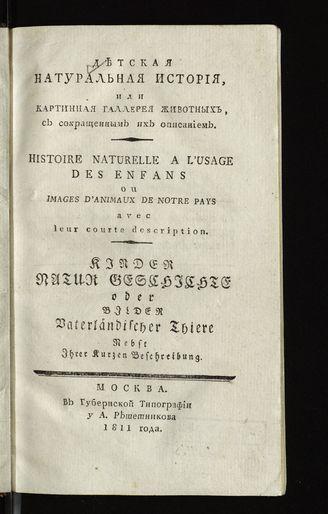 ДѢТСКАЯ
НАТУРАЛЬНАЯ ИСТОРІЯ,
или
КАРТИННАЯ ГАЛЛЕРЕЯ ЖИВОТНЫХЪ,
съ сокращеннымъ ихъ описаніемъ.
HISTOIRE NATURELLE A L'USAGE
DES ENFANS
ou
IMAGES D'ANIMAUX DE NOTRE PAYS
avec
leur courte description.
KINDER
NATUR GESCHICHTE
oder
BILDER
Vaterländischer Thiere
Nebst
Ihrer Kurzen Beschreibung.
МОСКВА.
Въ Губернской Типографіи
у А. Рѣшетникова
1811 года.